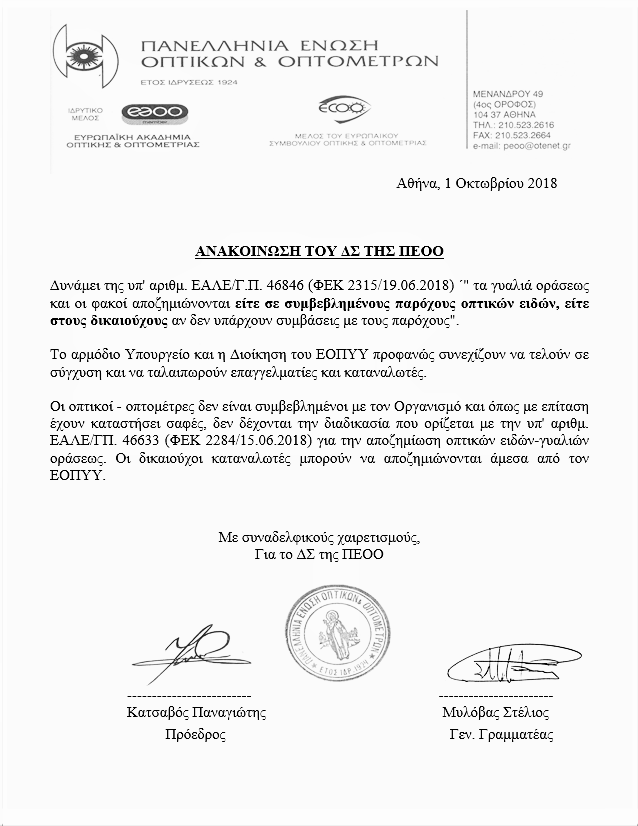 ΠΑΝΕΛΛΗΝΙΑ ΕΝΩΣΗ
ΟΠΤΙΚΩΝ & ΟΠΤΟΜΕΤΡΩΝ
ΕΤΟΣ ΙΔΡΥΣΕΩΣ 1924
ΙΔΡΥΤΙΚΟ
ΜΕΛΟΣ
eaoo
member
ΕΥΡΩΠΑΪΚΗ ΑΚΑΔΗΜΙΑ
ΟΠΤΙΚΗΣ & ΟΠΤΟΜΕΤΡΙΑΣ
ECOO
ΜΕΛΟΣ ΤΟΥ ΕΥΡΩΠΑΪΚΟΥ
ΣΥΜΒΟΥΛΙΟΥ ΟΠΤΙΚΗΣ & ΟΠΤΟΜΕΤΡΙΑΣ
ΜΕΝΑΝΔΡΟΥ 49
(4ος ΟΡΟΦΟΣ)
104 37 ΑΘΗΝΑ
ΤΗΛ.: 210.523.2616
FAX: 210.523.2664
e-mail: peoo@otenet.gr
Αθήνα, 1 Οκτωβρίου 2018
ΑΝΑΚΟΙΝΩΣΗ ΤΟΥ ΔΣ ΤΗΣ ΠΕΟΟ
Δυνάμει της υπ' αριθμ. ΕΑΛΕ/Γ.Π. 46846 (ΦΕΚ 2315/19.06.2018) ΄" τα γυαλιά οράσεως
και οι φακοί αποζημιώνονται είτε σε συμβεβλημένους παρόχους οπτικών ειδών, είτε
στους δικαιούχους αν δεν υπάρχουν συμβάσεις με τους παρόχους".
Το αρμόδιο Υπουργείο και η Διοίκηση του ΕΟΠΥΥ προφανώς συνεχίζουν να τελούν σε
σύγχυση και να ταλαιπωρούν επαγγελματίες και καταναλωτές.
Οι οπτικοί - οπτομέτρες δεν είναι συμβεβλημένοι με τον Οργανισμό και όπως με επίταση
έχουν καταστήσει σαφές, δεν δέχονται την διαδικασία που ορίζεται με την υπ' αριθμ.
ΕΑΛΕ/ΓΠ. 46633 (ΦΕΚ 2284/15.06.2018) για την αποζημίωση οπτικών ειδών-γυαλιών
οράσεως. Οι δικαιούχοι καταναλωτές μπορούν να αποζημιώνονται άμεσα από τον
ΕΟΠΥΥ.
Με συναδελφικούς χαιρετισμούς,
Για το ΔΣ της ΠΕΟΟ
ΠΑΝΕΛΛΗΝΙΑ ΕΝΩΣΗ ΟΠΤΙΚΩΝ & ΟΠΤΟΜΕΤΡΩΝ
ΕΤΟΣ ΙΔΡ. 1924
Κατσαβός Παναγιώτης
Μυλόβας Στέλιος
Πρόεδρος
Γεν. Γραμματέας